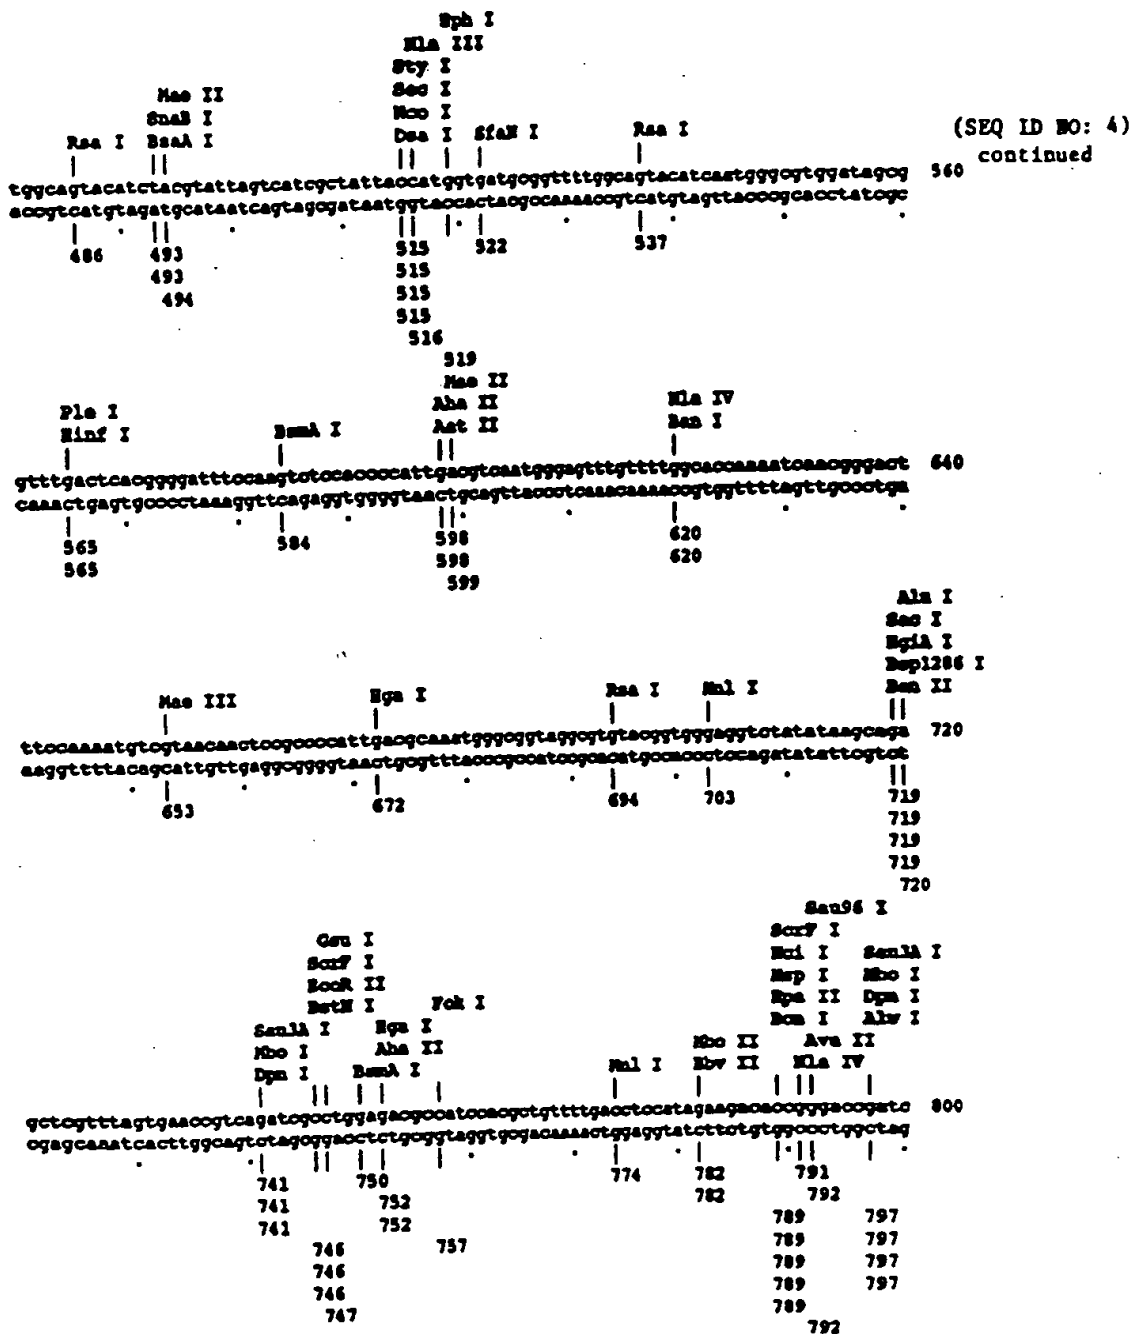 Hph I
Nla III
Sty I
Sec I
Mae II Nco I
SnaB I Dsa I
Rsa I BsaA I SfaN I Rsa I (SEQ ID NO: 4)
continued
tggcagtacatctacgtattagtcatcgctattaccatggtgatgcggttttggcagtacatcaatgggcgtggatagcg 560
accgtcatgtagatgcataatcagtagcgataatggtaccactacgccaaaaccgtcatgtagttacccgcacctatcgc
486 493 515 522 537
493 515
494 515
515
516
519
Mae II
Ple I Aha II Nla IV
Hinf I BsmA I Aat II Ban I
gtttgactcacggggatttccaagtctccaccccattgacgtcaatgggagtttgttttggcaccaaaatcaacgggact 640
caaactgagtgcccctaaaggttcagaggtggggtaactgcagttaccctcaaacaaaaccgtggttttagttgccctga
565 584 598 620
565 598 620
599
Alu I
Sac I
HgiA I
Bsp1286 I
Mae III Hga I Rsa I Mnl I Ban II
ttccaaaatgtcgtaacaactccgccccattgacgcaaatgggcggtaggcgtgtacggtgggaggtctatataagcaga 720
aaggttttacagcattgttgaggcggggtaactgcgtttacccgccatccgcacatgccaccctccagatatattcgtct
653 672 694 703 719
719
719
719
720
Sau96 I
ScrF I
Gsu I Nci I Sau3A I
ScrF I Msp I Mbo I
EcoR II Hpa II Dpn I
BstN I Fok I Bcn I Alw I
Sau3A I Hga I Mbo II Ava II
Mbo I Aha II Bbv II Nla IV
Dpn I BsmA I Mnl I
gctcgtttagtgaaccgtcagatcgcctggagacgccatccacgctgttttgacctccatagaagacaccgggaccgatc 800
cgagcaaatcacttggcagtctagcggacctctgcggtaggtgcgacaaaactggaggtatcttctgtggccctggctag
741 750 774 782 791
741 752 782 792
741 752 789 797
746 757 789 797
746 789 797
746 789 797
747 789
792